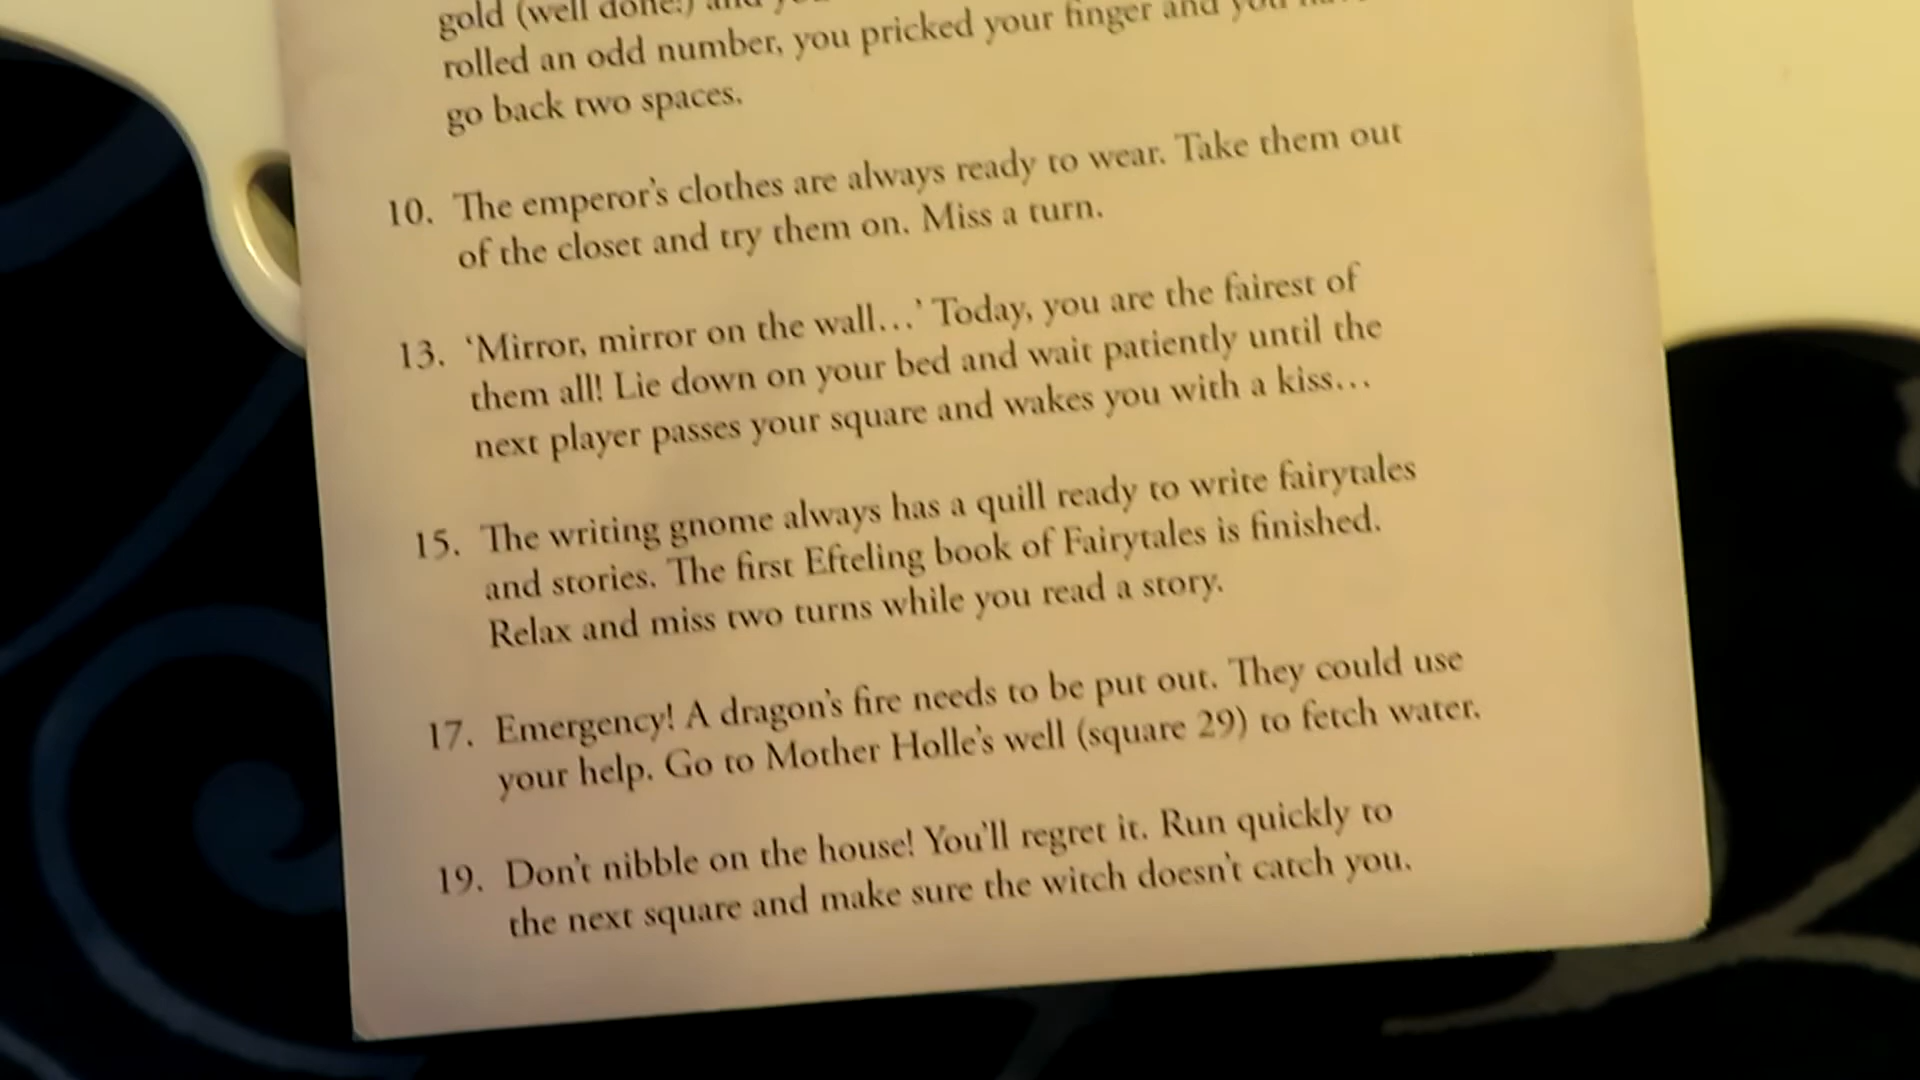 gold (well done!) and
rolled an odd number, you pricked your finger and you
go back two spaces.
10. The emperor's clothes are always ready to wear. Take them out
of the closet and try them on. Miss a turn.
13. ‘Mirror, mirror on the wall…’ Today, you are the fairest of
them all! Lie down on your bed and wait patiently until the
next player passes your square and wakes you with a kiss…
15. The writing gnome always has a quill ready to write fairytales
and stories. The first Efteling book of Fairytales is finished.
Relax and miss two turns while you read a story.
17. Emergency! A dragon's fire needs to be put out. They could use
your help. Go to Mother Holle's well (square 29) to fetch water.
19. Don't nibble on the house! You'll regret it. Run quickly to
the next square and make sure the witch doesn't catch you.